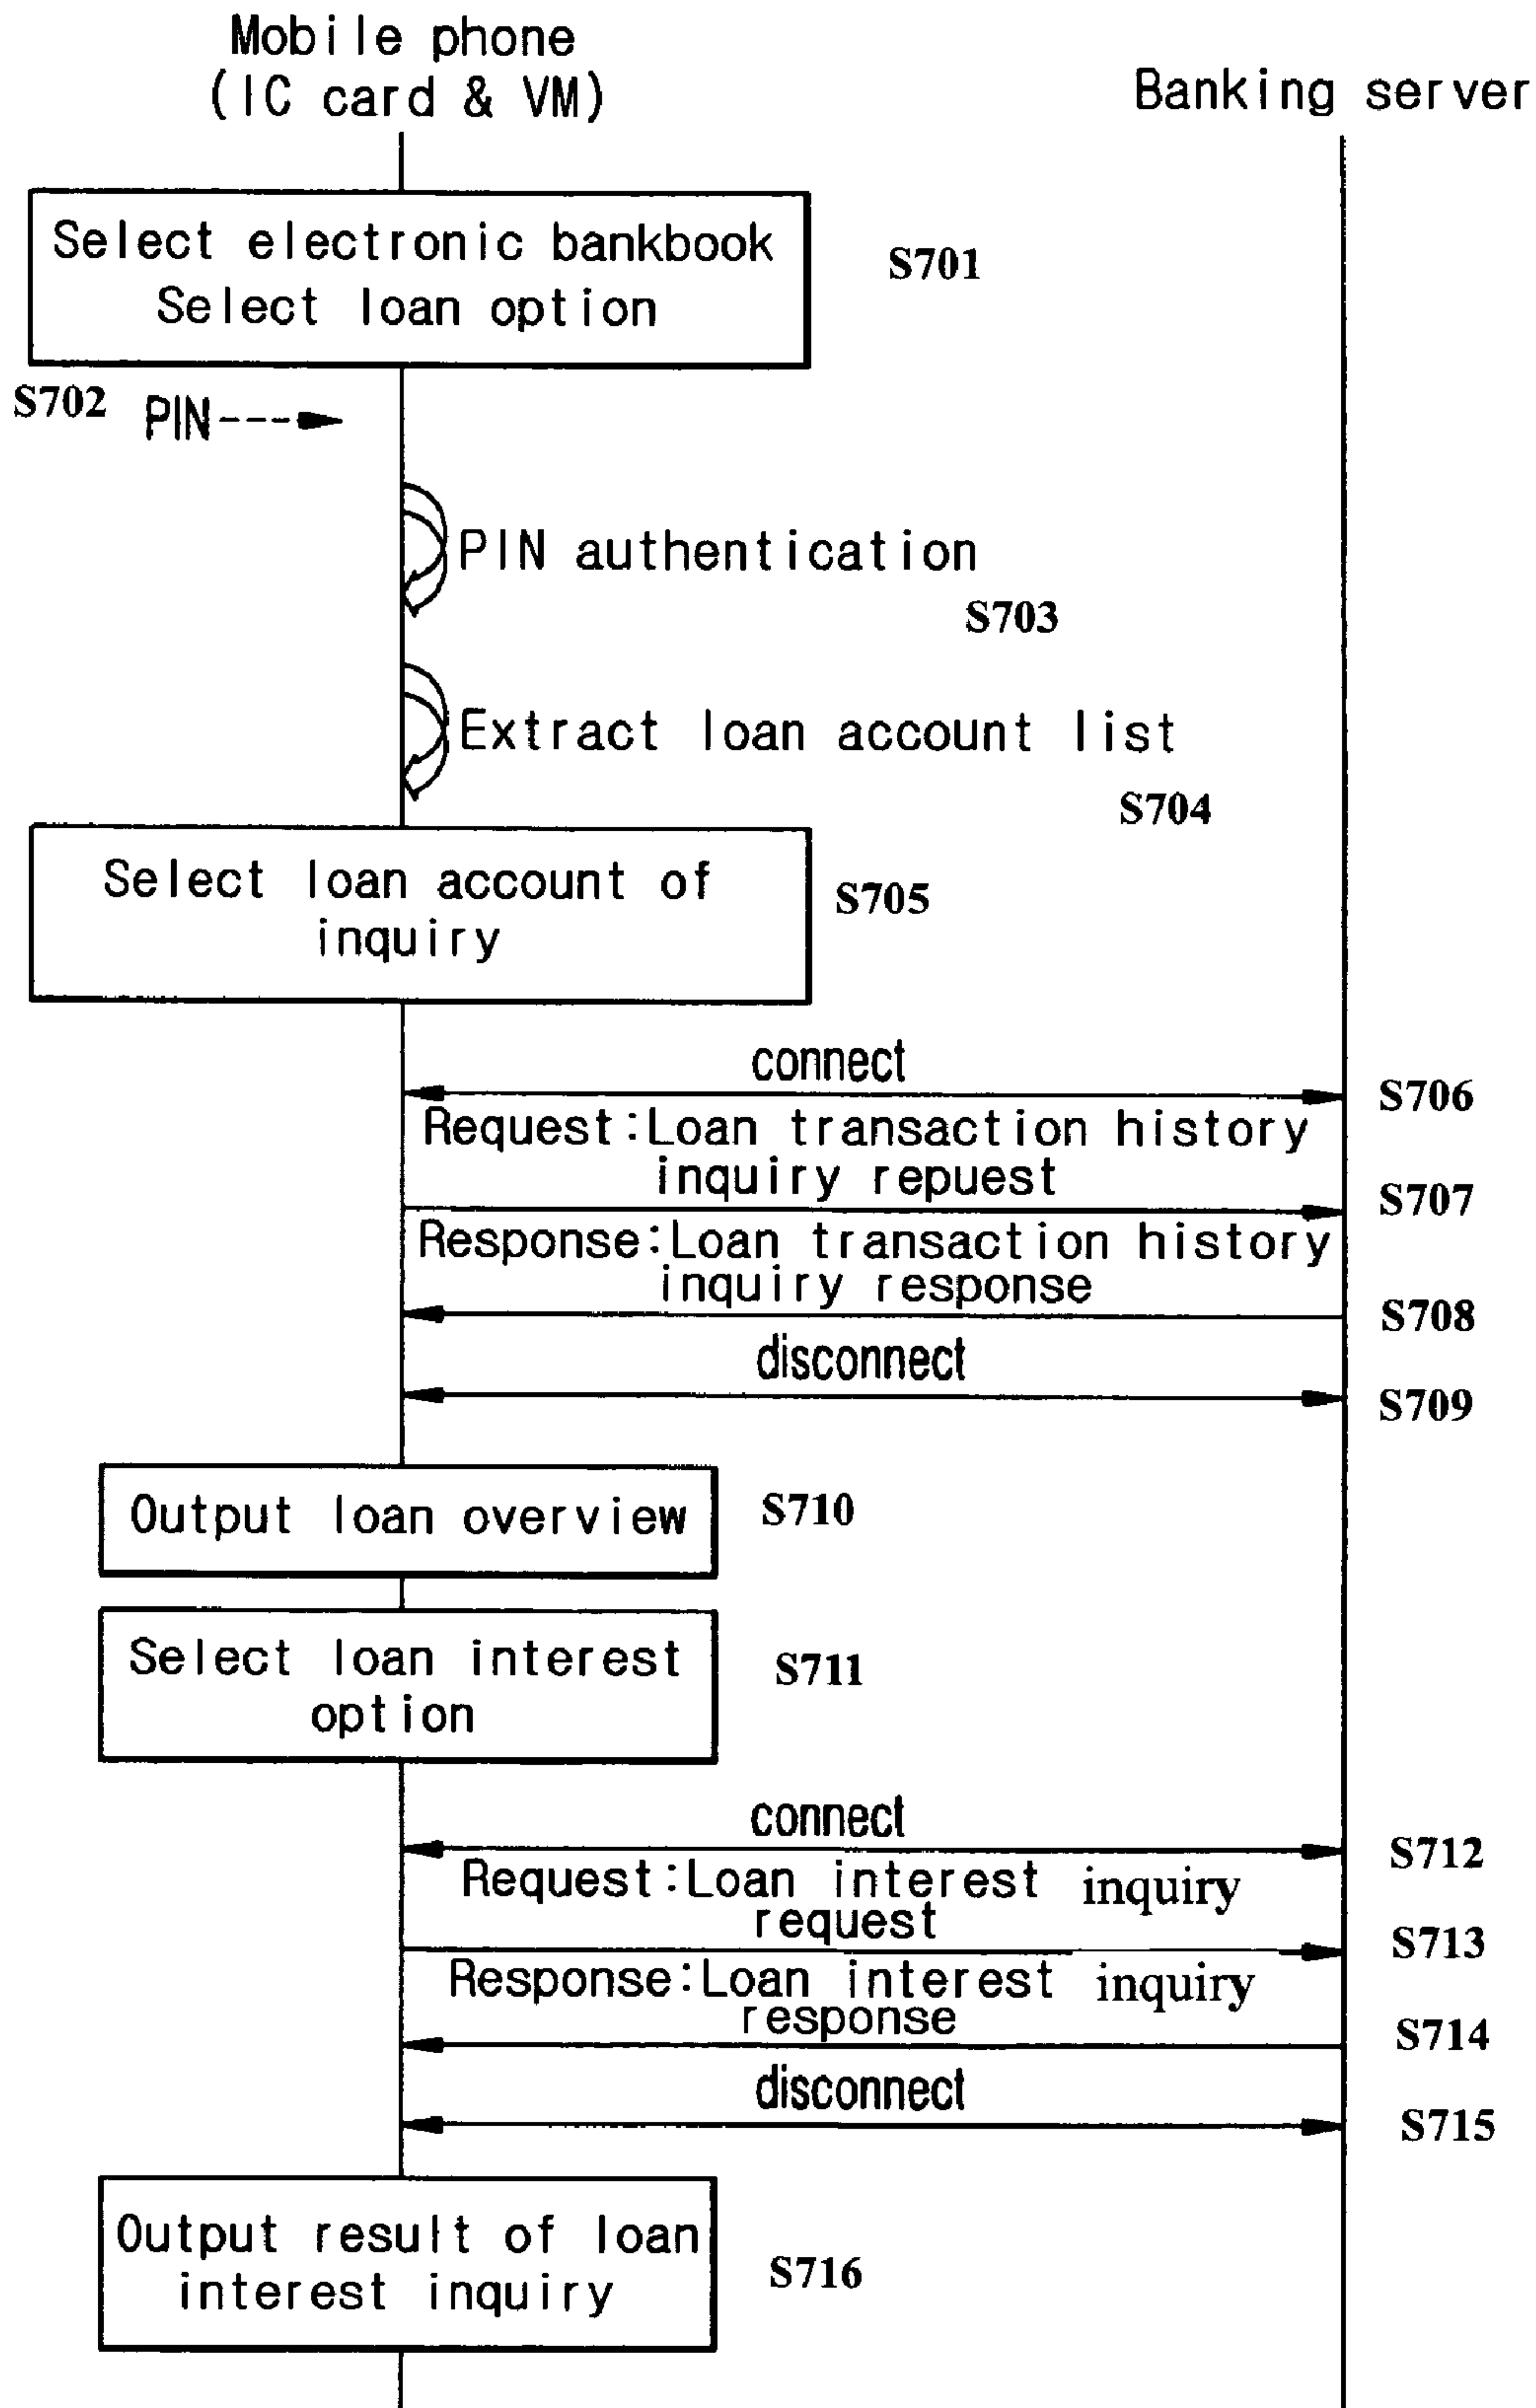 Mobile phone
(IC card & VM)
Banking server
Select electronic bankbook
Select loan option
S701
S702
PIN
PIN authentication
S703
Extract loan account list
S704
Select loan account of
inquiry
S705
connect
S706
Request:Loan transaction history
inquiry repuest
S707
Response:Loan transaction history
inquiry response
S708
disconnect
S709
Output loan overview
S710
Select loan interest
option
S711
connect
S712
Request:Loan interest inquiry
request
S713
Response:Loan interest inquiry
response
S714
disconnect
S715
Output result of loan
interest inquiry
S716